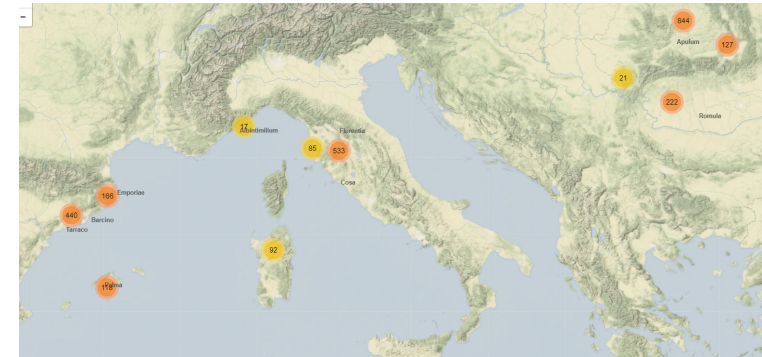 −
844
Apulum
127
21
222
Romula
17
Albintimilium
85
Florentia
533
Cosa
166
Emporiae
440
Barcino
Tarraco
92
118
Palma